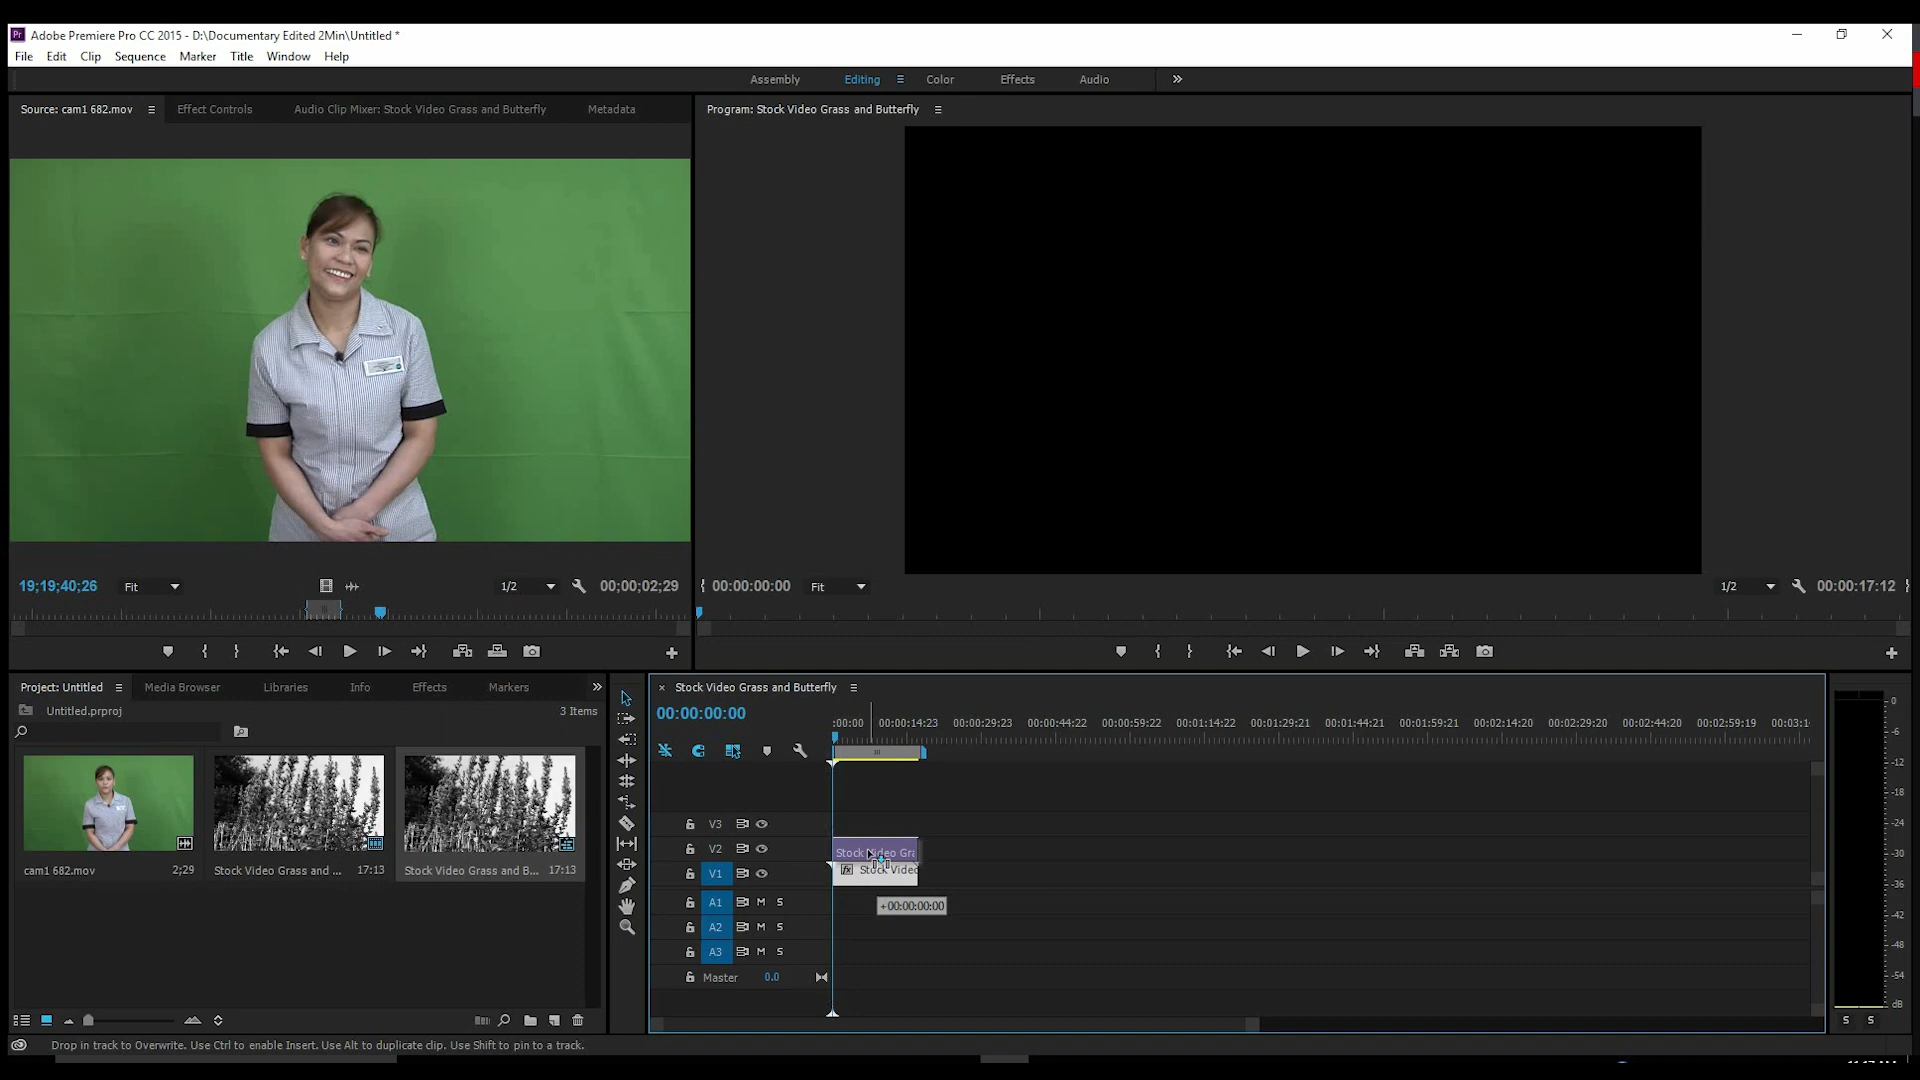 Adobe Premiere Pro CC 2015 - D:\Documentary Edited 2Min\Untitled *
File Edit Clip Sequence Marker Title Window Help
Assembly Editing Color Effects Audio
Source: cam1 682.mov Effect Controls Audio Clip Mixer: Stock Video Grass and Butterfly Metadata
Program: Stock Video Grass and Butterfly
19;19;40;26 Fit 1/2 00;00;02;29
00:00:00:00 Fit 1/2 00:00:17:12
Project: Untitled Media Browser Libraries Info Effects Markers
Untitled.prproj 3 Items
cam1 682.mov 2;29
Stock Video Grass and ... 17:13
Stock Video Grass and B... 17:13
Stock Video Grass and Butterfly
00:00:00:00
:00:00 00:00:14:23 00:00:29:23 00:00:44:22 00:00:59:22 00:01:14:22 00:01:29:21 00:01:44:21 00:01:59:21 00:02:14:20 00:02:29:20 00:02:44:20 00:02:59:19 00:03:1
V3
V2 Stock Video Gra
V1 fx Stock Video
A1 M S
+00:00:00:00
A2 M S
A3 M S
Master 0.0
0
-6
-12
-18
-24
-30
-36
-42
-48
-54
dB
S S
Drop in track to Overwrite. Use Ctrl to enable Insert. Use Alt to duplicate clip. Use Shift to pin to a track.